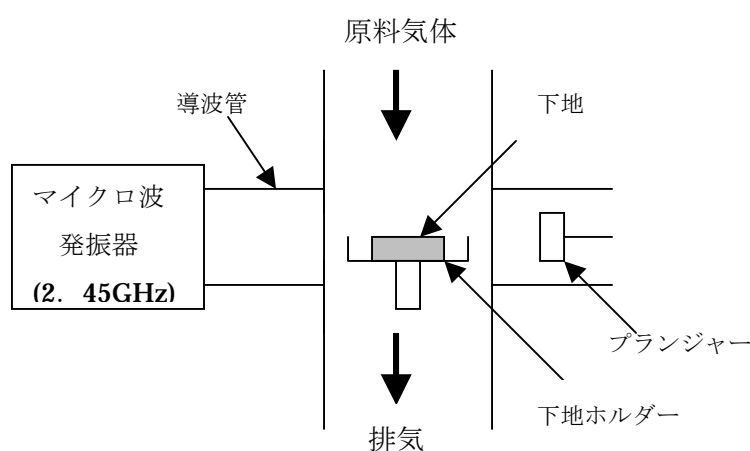 原料気体
導波管
下地
マイクロ波
発振器
(2. 45GHz)
プランジャー
下地ホルダー
排気